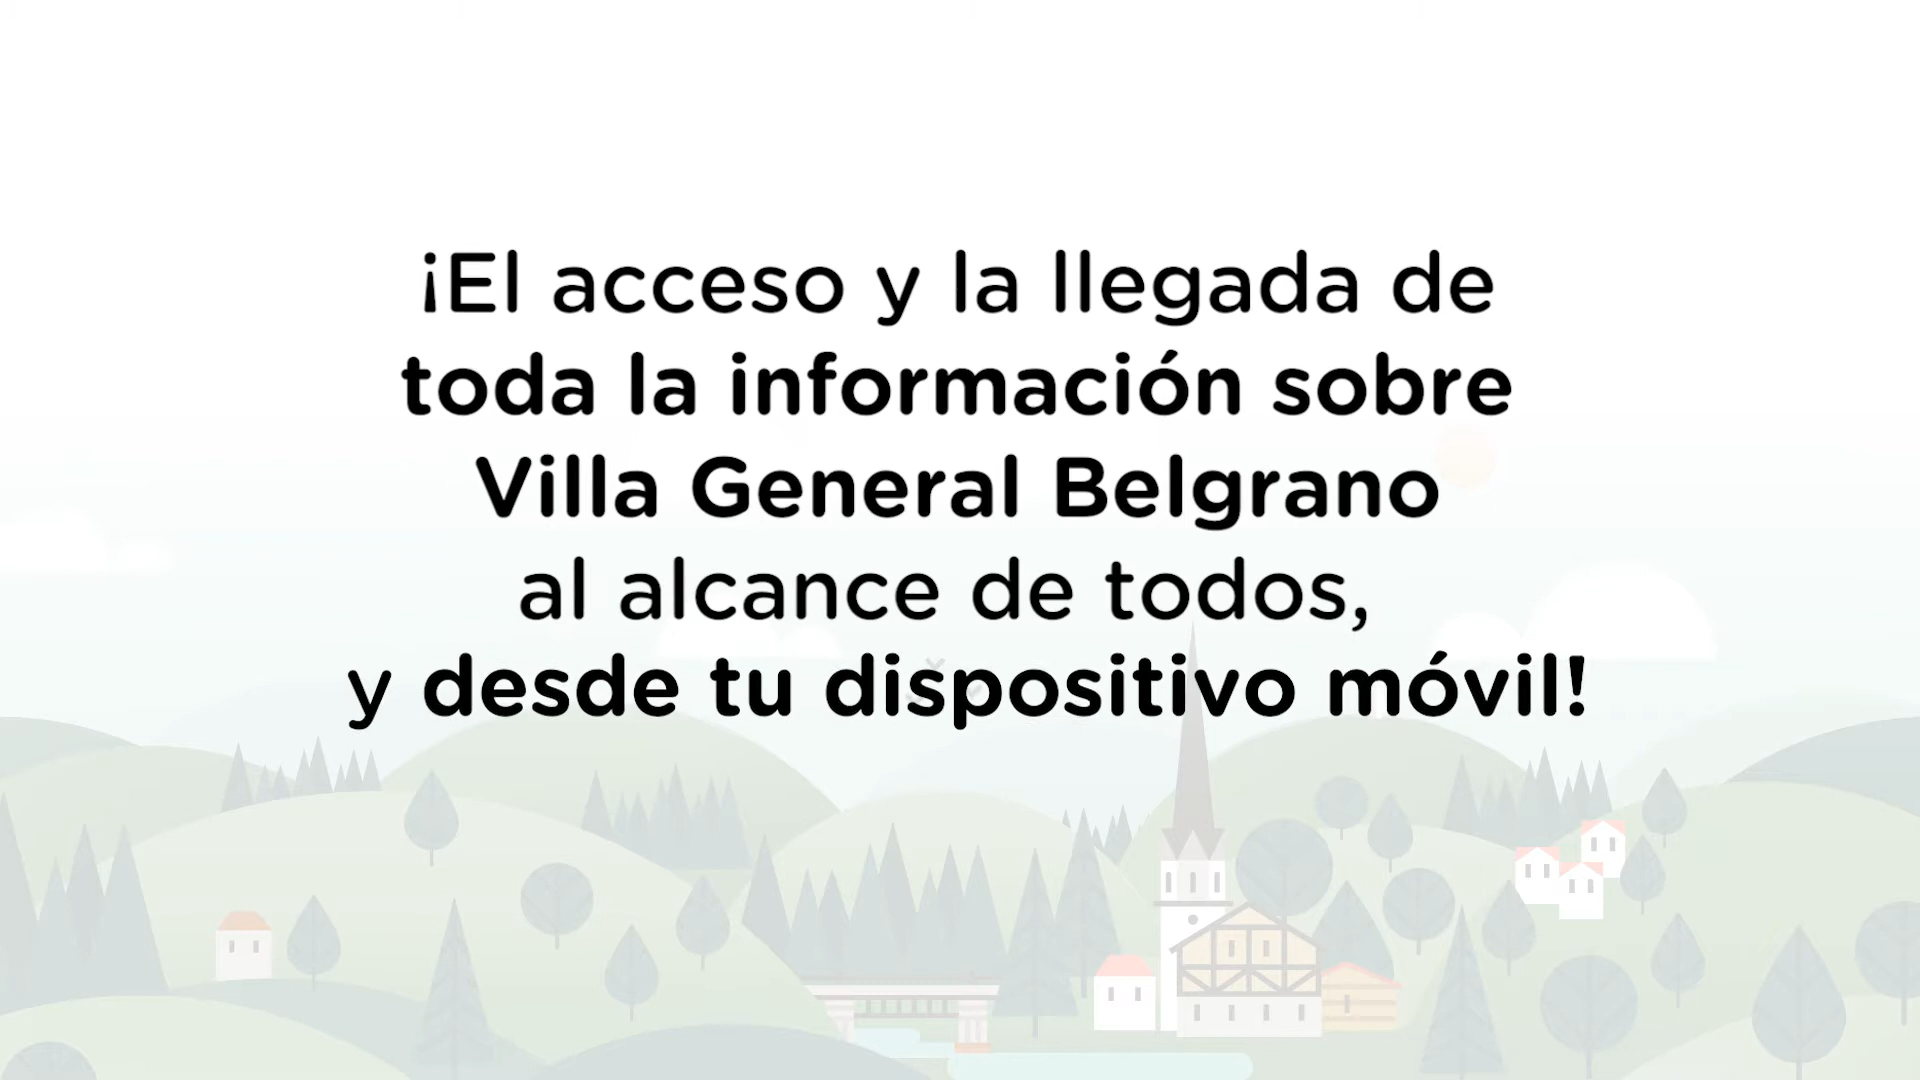 ¡El acceso y la llegada de
toda la información sobre
Villa General Belgrano
al alcance de todos,
y desde tu dispositivo móvil!